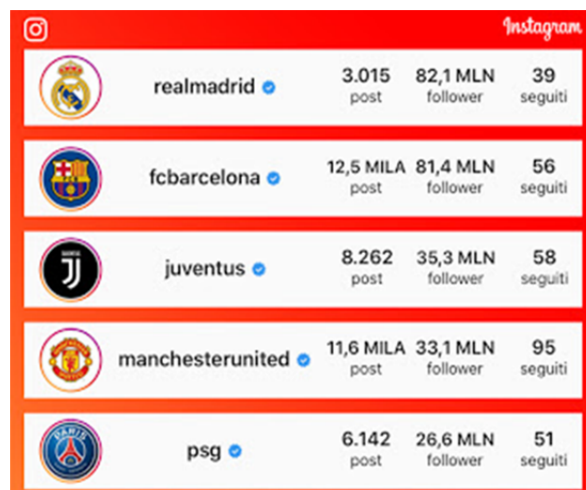 Instagram
realmadrid 3.015 82,1 MLN 39
post follower seguiti
fcbarcelona 12,5 MILA 81,4 MLN 56
post follower seguiti
juventus 8.262 35,3 MLN 58
post follower seguiti
manchesterunited 11,6 MILA 33,1 MLN 95
post follower seguiti
PARIS
psg 6.142 26,6 MLN 51
post follower seguiti